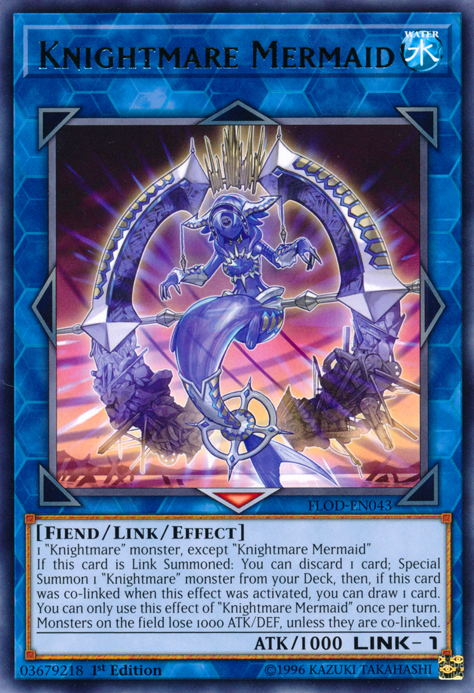 KNIGHTMARE MERMAID
WATER
水
FLOD-EN043
[FIEND/LINK/EFFECT]
1 "Knightmare" monster, except "Knightmare Mermaid"
If this card is Link Summoned: You can discard 1 card; Special
Summon 1 "Knightmare" monster from your Deck, then, if this card
was co-linked when this effect was activated, you can draw 1 card.
You can only use this effect of "Knightmare Mermaid" once per turn.
Monsters on the field lose 1000 ATK/DEF, unless they are co-linked.
ATK/1000 LINK-1
03679218 1st Edition ©1996 KAZUKI TAKAHASHI